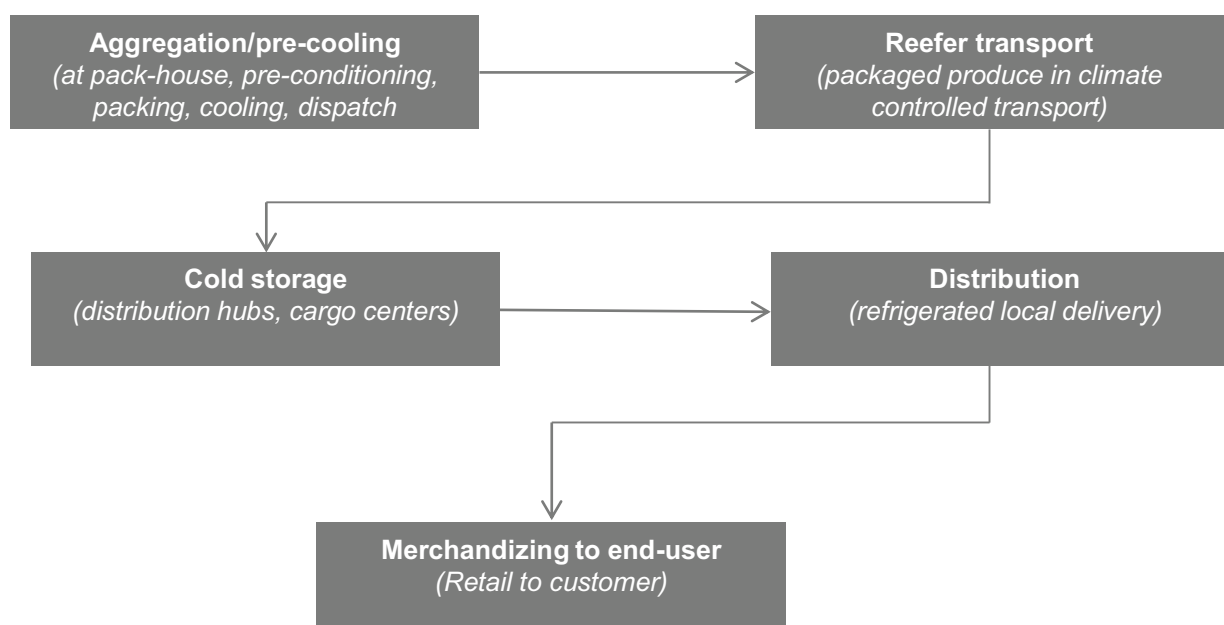 Aggregation/pre-cooling
(at pack-house, pre-conditioning,
packing, cooling, dispatch
Reefer transport
(packaged produce in climate
controlled transport)
Cold storage
(distribution hubs, cargo centers)
Distribution
(refrigerated local delivery)
Merchandizing to end-user
(Retail to customer)